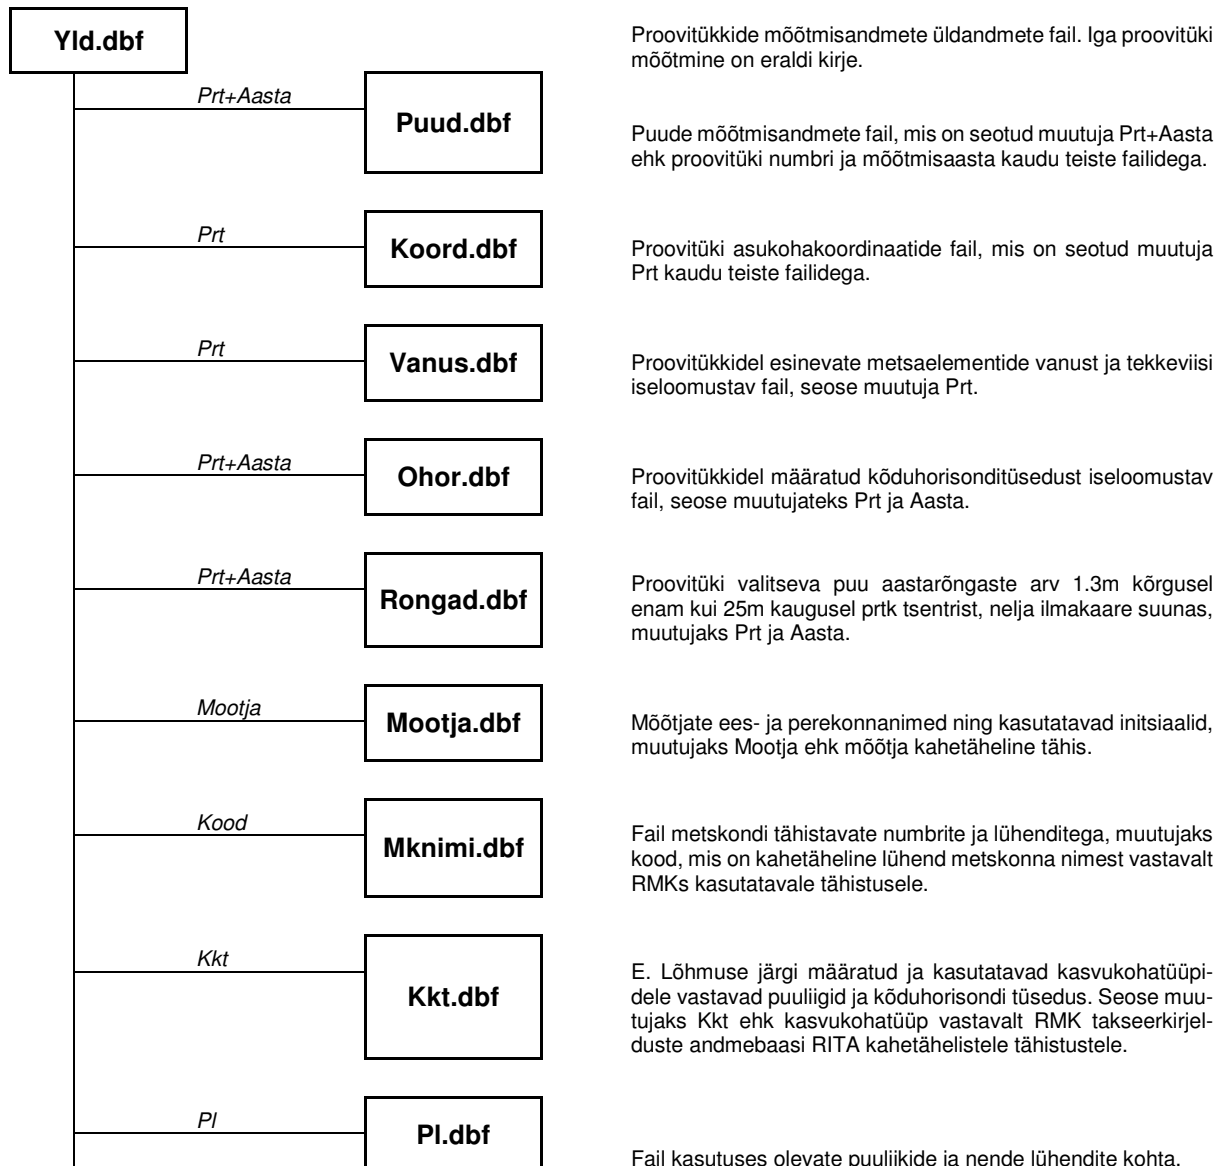 Yld.dbf
Proovitükkide mõõtmisandmete üldandmete fail. Iga proovitüki
mõõtmine on eraldi kirje.
Prt+Aasta
Puud.dbf
Puude mõõtmisandmete fail, mis on seotud muutuja Prt+Aasta
ehk proovitüki numbri ja mõõtmisaasta kaudu teiste failidega.
Prt
Koord.dbf
Proovitüki asukohakoordinaatide fail, mis on seotud muutuja
Prt kaudu teiste failidega.
Prt
Vanus.dbf
Proovitükkidel esinevate metsaelementide vanust ja tekkeviisi
iseloomustav fail, seose muutuja Prt.
Prt+Aasta
Ohor.dbf
Proovitükkidel määratud kõduhorisonditüsedust iseloomustav
fail, seose muutujateks Prt ja Aasta.
Prt+Aasta
Rongad.dbf
Proovitüki valitseva puu aastarõngaste arv 1.3m kõrgusel
enam kui 25m kaugusel prtk tsentrist, nelja ilmakaare suunas,
muutujaks Prt ja Aasta.
Mootja
Mootja.dbf
Mõõtjate ees- ja perekonnanimed ning kasutatavad initsiaalid,
muutujaks Mootja ehk mõõtja kahetäheline tähis.
Kood
Mknimi.dbf
Fail metskondi tähistavate numbrite ja lühenditega, muutujaks
kood, mis on kahetäheline lühend metskonna nimest vastavalt
RMKs kasutatavale tähistusele.
Kkt
Kkt.dbf
E. Lõhmuse järgi määratud ja kasutatavad kasvukohatüüpi-
dele vastavad puuliigid ja kõduhorisondi tüsedus. Seose muu-
tujaks Kkt ehk kasvukohatüüp vastavalt RMK takseerkirjel-
duste andmebaasi RITA kahetähelistele tähistustele.
Pl
Pl.dbf
Fail kasutuses olevate puuliikide ja nende lühendite kohta.